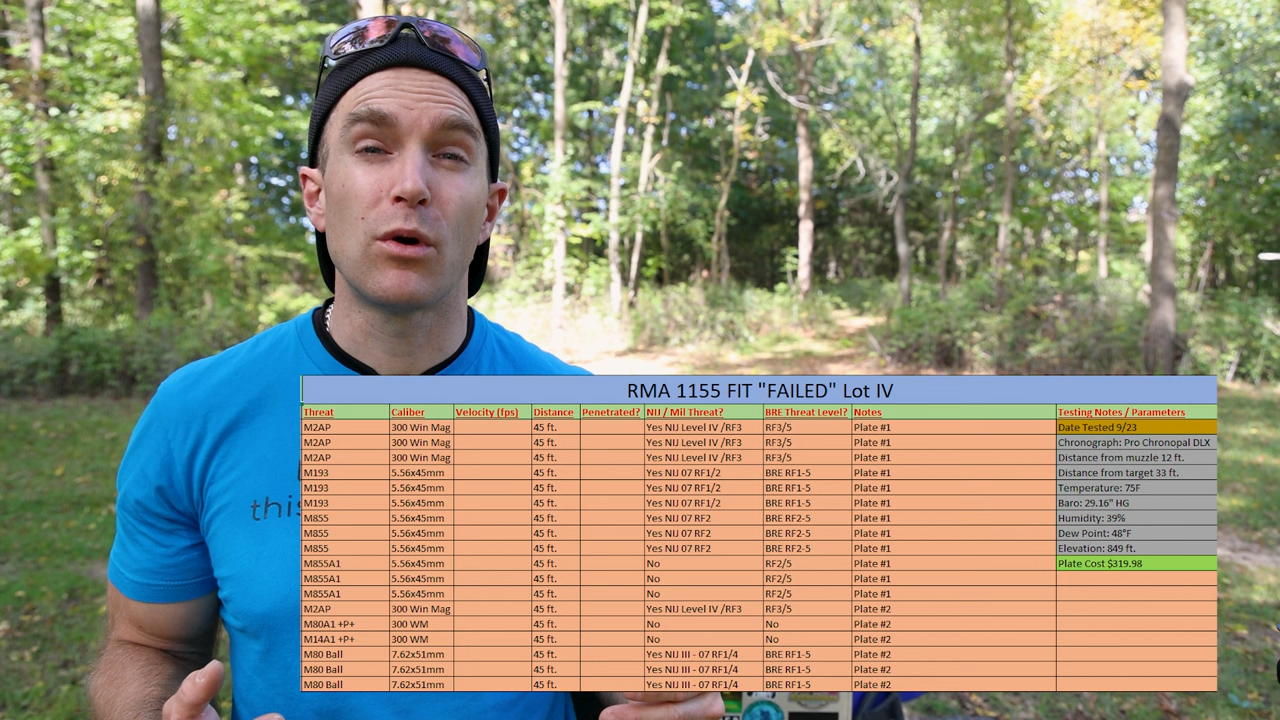 this
RMA 1155 FIT "FAILED" Lot IV
Threat Caliber Velocity (fps) Distance Penetrated? NIJ / Mil Threat? BRE Threat Level? Notes Testing Notes / Parameters
M2AP 300 Win Mag 45 ft. Yes NIJ Level IV /RF3 RF3/5 Plate #1 Date Tested 9/23
M2AP 300 Win Mag 45 ft. Yes NIJ Level IV /RF3 RF3/5 Plate #1 Chronograph: Pro Chronopal DLX
M2AP 300 Win Mag 45 ft. Yes NIJ Level IV /RF3 RF3/5 Plate #1 Distance from muzzle 12 ft.
M193 5.56x45mm 45 ft. Yes NIJ 07 RF1/2 BRE RF1-5 Plate #1 Distance from target 33 ft.
M193 5.56x45mm 45 ft. Yes NIJ 07 RF1/2 BRE RF1-5 Plate #1 Temperature: 75F
M193 5.56x45mm 45 ft. Yes NIJ 07 RF1/2 BRE RF1-5 Plate #1 Baro: 29.16" HG
M855 5.56x45mm 45 ft. Yes NIJ 07 RF2 BRE RF2-5 Plate #1 Humidity: 39%
M855 5.56x45mm 45 ft. Yes NIJ 07 RF2 BRE RF2-5 Plate #1 Dew Point: 48°F
M855 5.56x45mm 45 ft. Yes NIJ 07 RF2 BRE RF2-5 Plate #1 Elevation: 849 ft.
M855A1 5.56x45mm 45 ft. No RF2/5 Plate #1 Plate Cost $319.98
M855A1 5.56x45mm 45 ft. No RF2/5 Plate #1
M855A1 5.56x45mm 45 ft. No RF2/5 Plate #1
M2AP 300 Win Mag 45 ft. Yes NIJ Level IV /RF3 RF3/5 Plate #2
M80A1 +P+ 300 WM 45 ft. No No Plate #2
M14A1 +P+ 300 WM 45 ft. No No Plate #2
M80 Ball 7.62x51mm 45 ft. Yes NIJ III - 07 RF1/4 BRE RF1-5 Plate #2
M80 Ball 7.62x51mm 45 ft. Yes NIJ III - 07 RF1/4 BRE RF1-5 Plate #2
M80 Ball 7.62x51mm 45 ft. Yes NIJ III - 07 RF1/4 BRE RF1-5 Plate #2